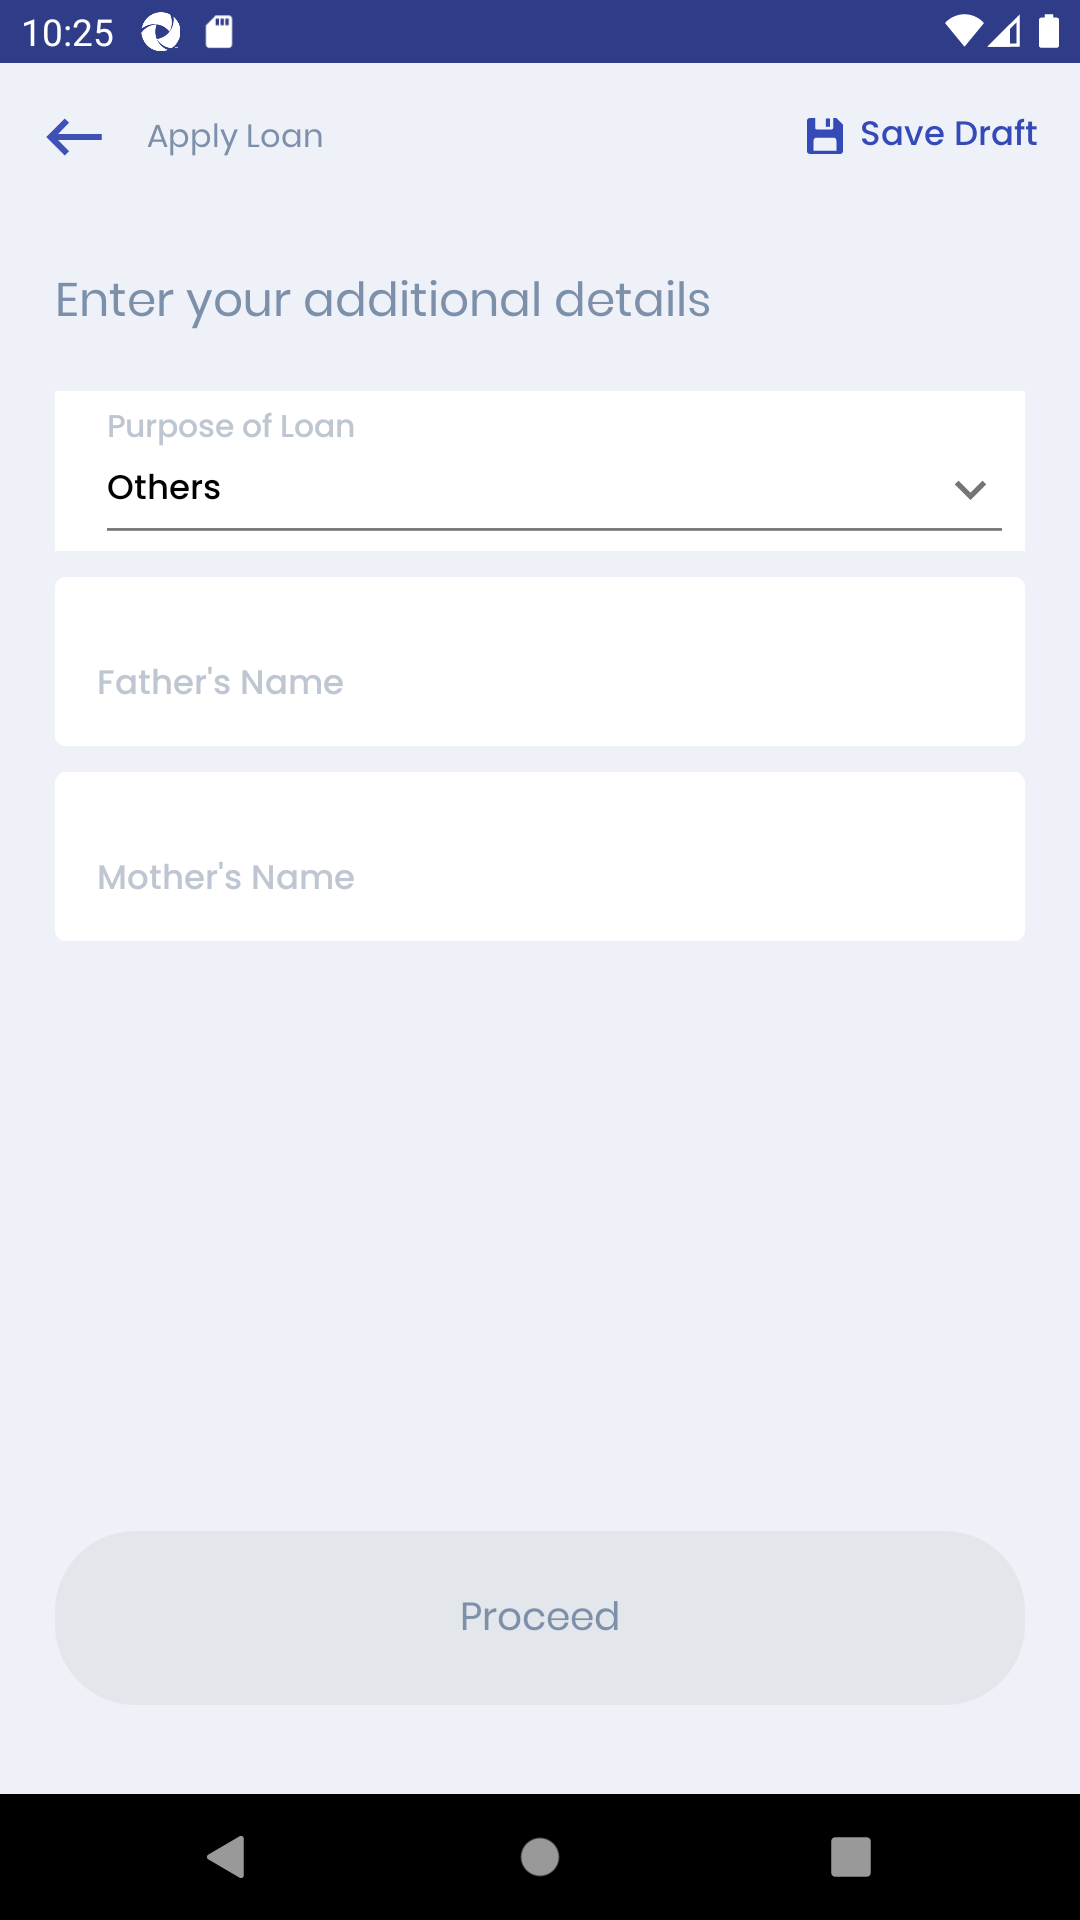 10:25
Apply Loan
Save Draft
Enter your additional details
Purpose of Loan
Others
Father's Name
Mother's Name
Proceed